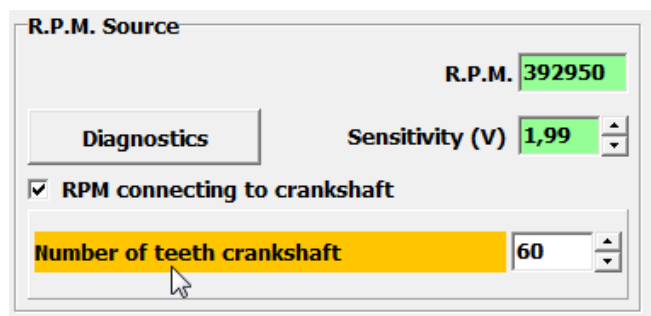 R.P.M. Source
R.P.M. 392950
Diagnostics Sensitivity (V) 1,99
RPM connecting to crankshaft
Number of teeth crankshaft 60